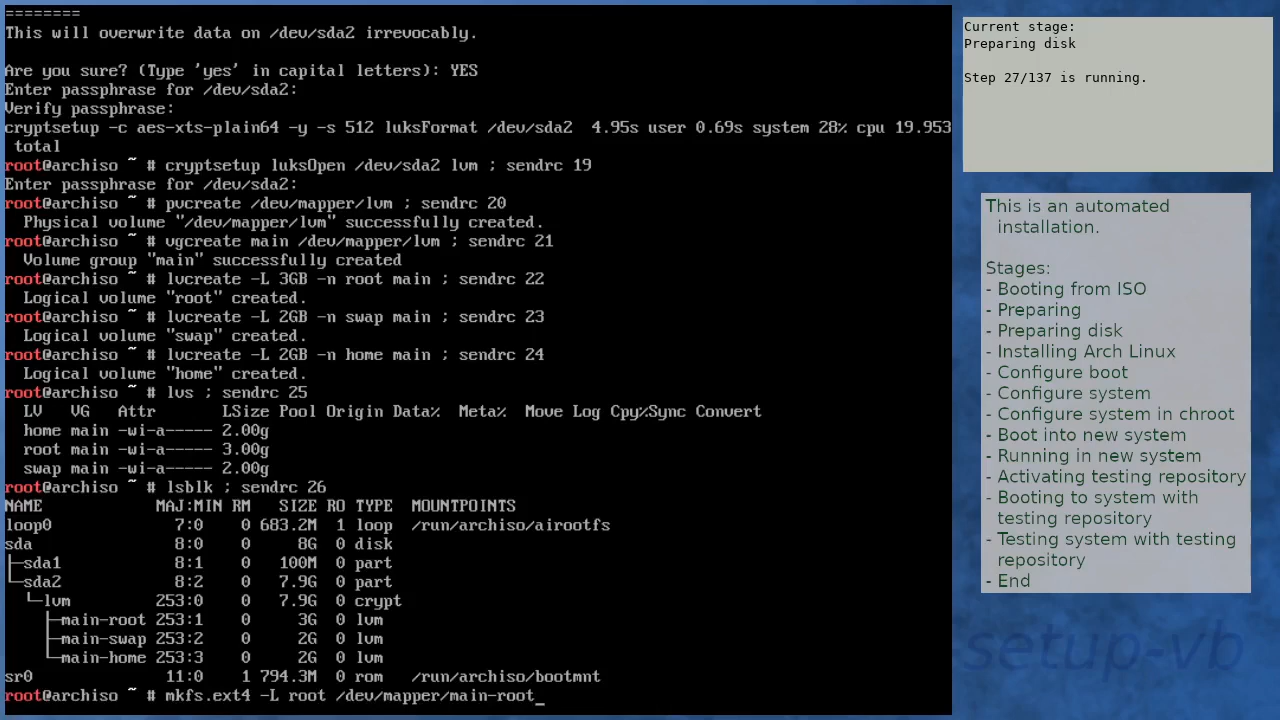 ========
This will overwrite data on /dev/sda2 irrevocably.
Are you sure? (Type 'yes' in capital letters): YES
Enter passphrase for /dev/sda2:
Verify passphrase:
cryptsetup -c aes-xts-plain64 -y -s 512 luksFormat /dev/sda2  4.95s user 0.69s system 28% cpu 19.953
 total
root@archiso ~ # cryptsetup luksOpen /dev/sda2 lvm ; sendrc 19
Enter passphrase for /dev/sda2:
root@archiso ~ # pvcreate /dev/mapper/lvm ; sendrc 20
  Physical volume "/dev/mapper/lvm" successfully created.
root@archiso ~ # vgcreate main /dev/mapper/lvm ; sendrc 21
  Volume group "main" successfully created
root@archiso ~ # lvcreate -L 3GB -n root main ; sendrc 22
  Logical volume "root" created.
root@archiso ~ # lvcreate -L 2GB -n swap main ; sendrc 23
  Logical volume "swap" created.
root@archiso ~ # lvcreate -L 2GB -n home main ; sendrc 24
  Logical volume "home" created.
root@archiso ~ # lvs ; sendrc 25
  LV   VG   Attr       LSize Pool Origin Data%  Meta%  Move Log Cpy%Sync Convert
  home main -wi-a----- 2.00g
  root main -wi-a----- 3.00g
  swap main -wi-a----- 2.00g
root@archiso ~ # lsblk ; sendrc 26
NAME            MAJ:MIN RM   SIZE RO TYPE  MOUNTPOINTS
loop0             7:0    0 683.2M  1 loop  /run/archiso/airootfs
sda               8:0    0     8G  0 disk
├─sda1            8:1    0   100M  0 part
└─sda2            8:2    0   7.9G  0 part
  └─lvm         253:0    0   7.9G  0 crypt
    ├─main-root 253:1    0     3G  0 lvm
    ├─main-swap 253:2    0     2G  0 lvm
    └─main-home 253:3    0     2G  0 lvm
sr0              11:0    1 794.3M  0 rom   /run/archiso/bootmnt
root@archiso ~ # mkfs.ext4 -L root /dev/mapper/main-root_
Current stage:
Preparing disk
Step 27/137 is running.
This is an automated
installation.
Stages:
- Booting from ISO
- Preparing
- Preparing disk
- Installing Arch Linux
- Configure boot
- Configure system
- Configure system in chroot
- Boot into new system
- Running in new system
- Activating testing repository
- Booting to system with
testing repository
- Testing system with testing
repository
- End
setup-vb